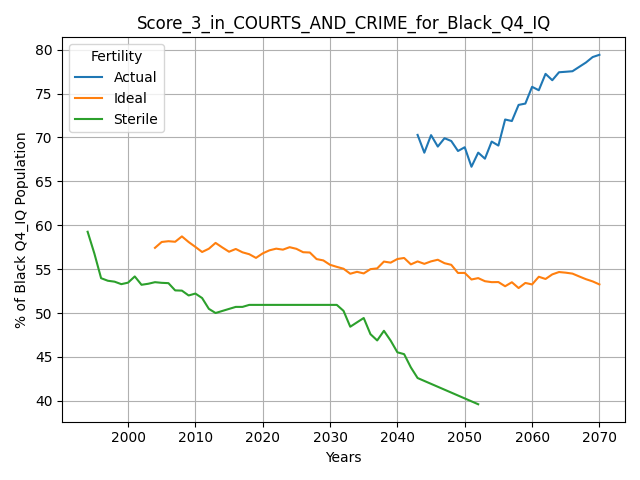 Score_3_in_COURTS_AND_CRIME_for_Black_Q4_IQ
Fertility
Actual
Ideal
Sterile
% of Black Q4_IQ Population
80
75
70
65
60
55
50
45
40
2000
2010
2020
2030
2040
2050
2060
2070
Years